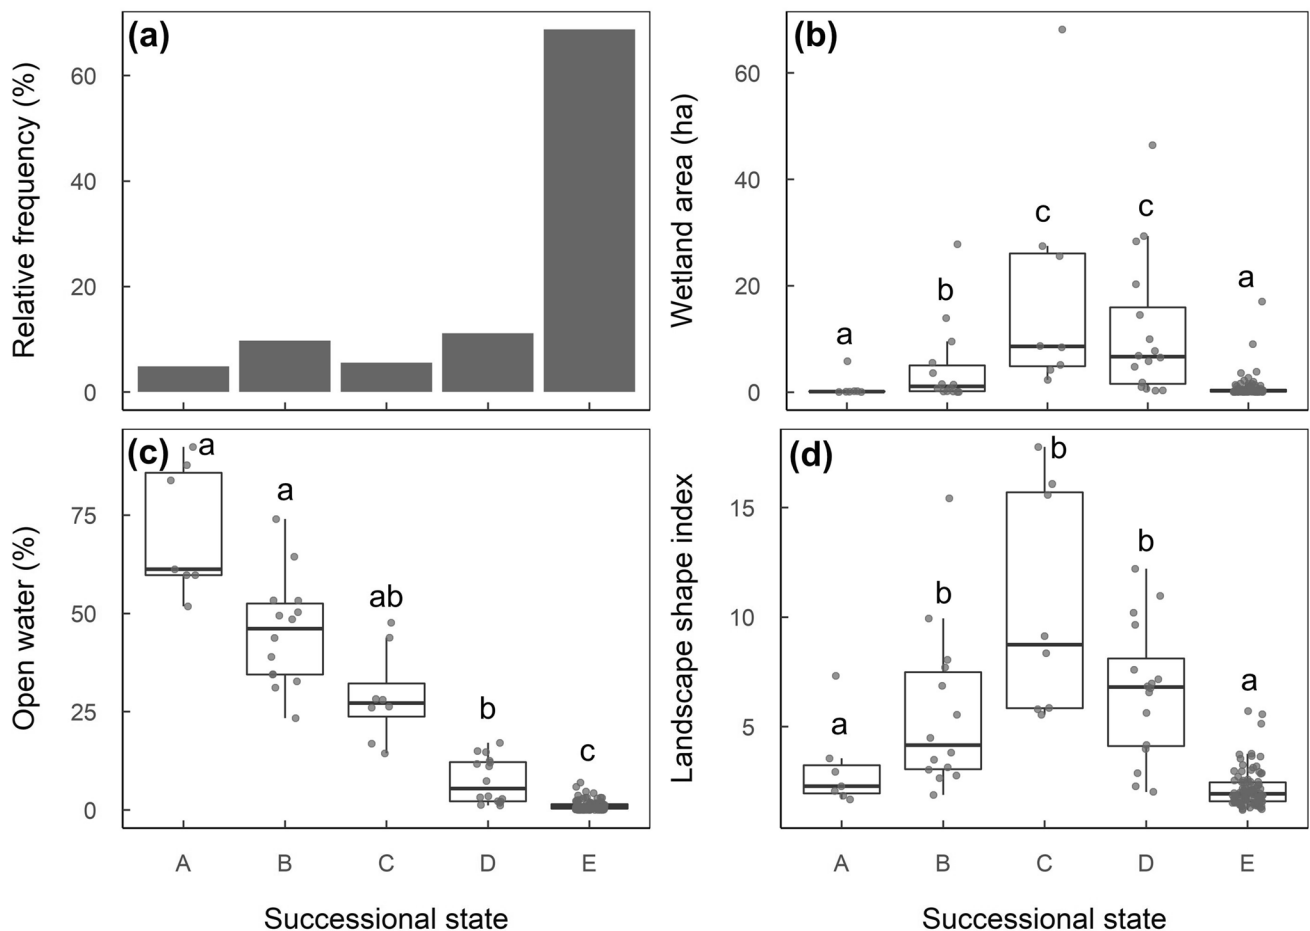 (a)
Relative frequency (%)
60
40
20
0
(b)
Wetland area (ha)
60
40
20
0
a
b
c
c
a
(c)
Open water (%)
75
50
25
0
a
a
ab
b
c
A B C D E
Successional state
(d)
Landscape shape index
15
10
5
a
b
b
b
a
A B C D E
Successional state